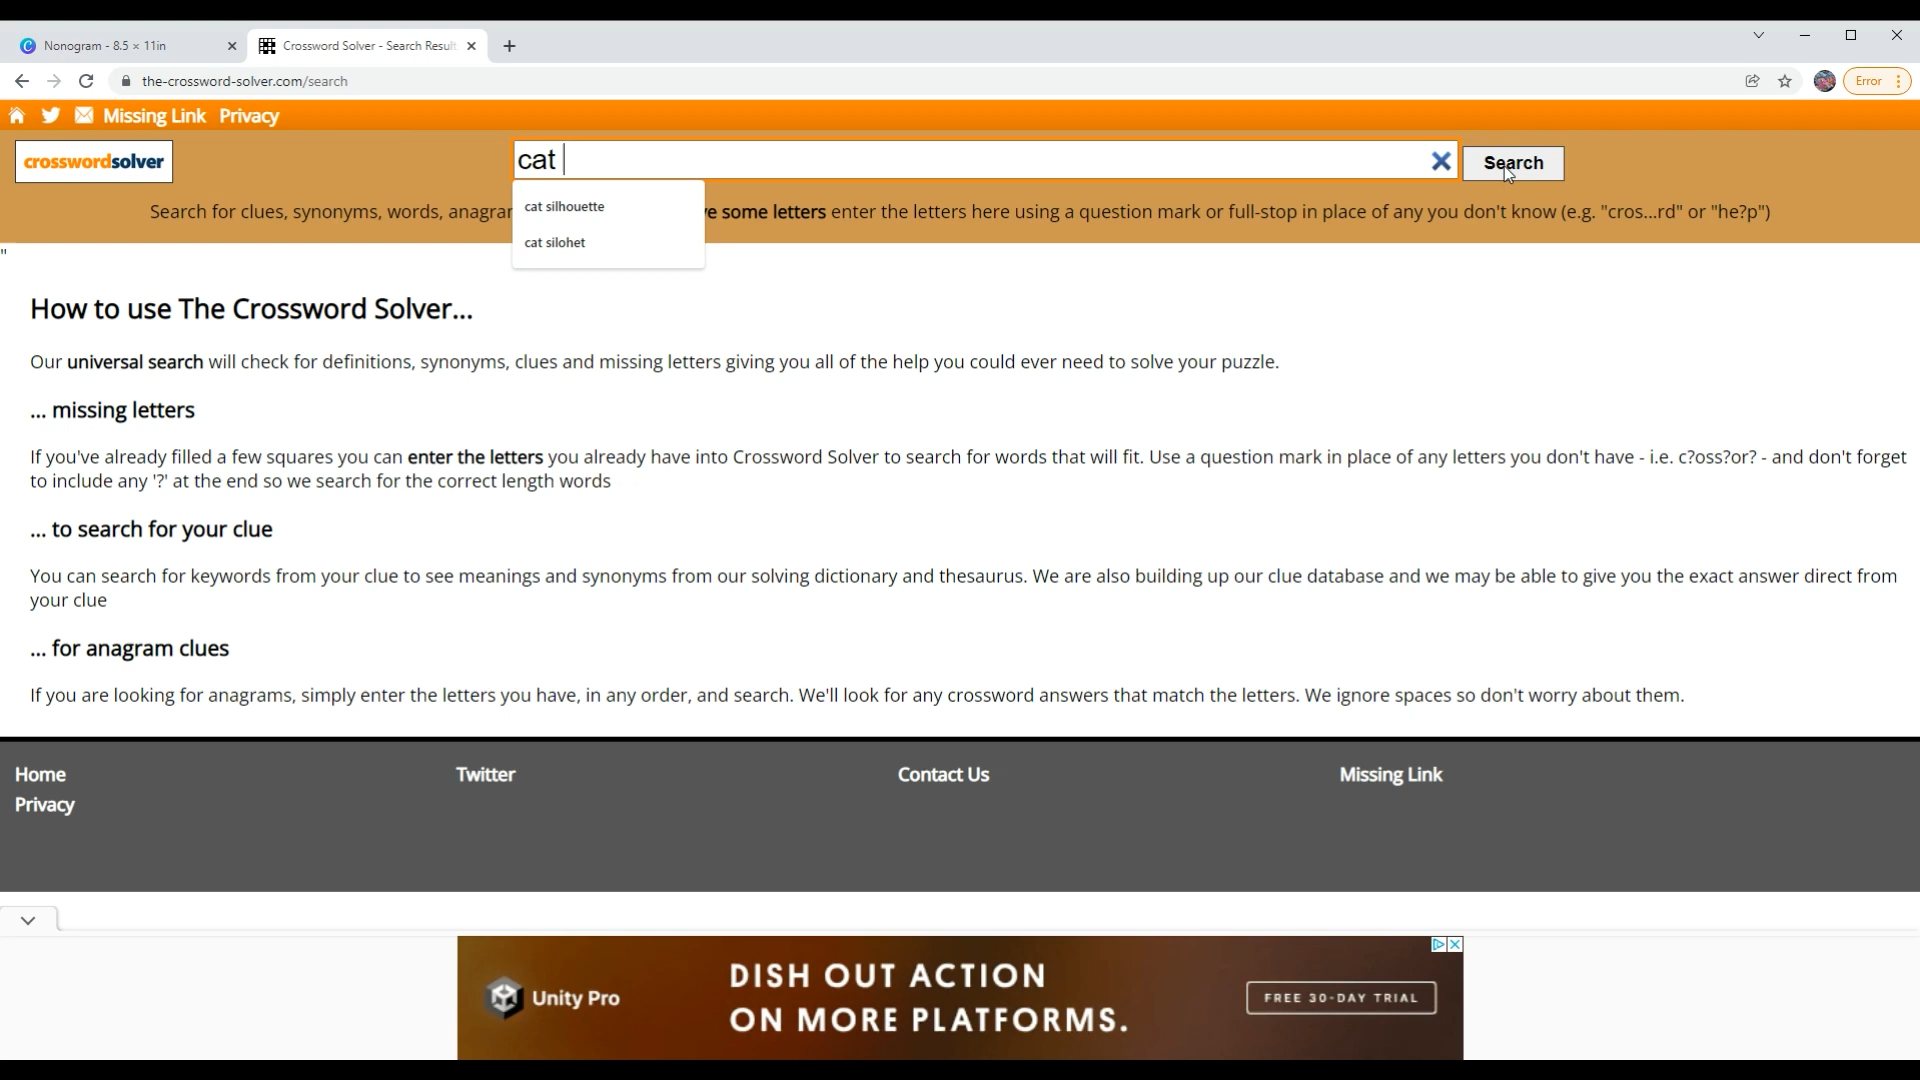 Nonogram - 8.5 × 11in
Crossword Solver - Search Result
the-crossword-solver.com/search
Error
Missing Link Privacy
crosswordsolver
cat
Search
Search for clues, synonyms, words, anagrar
cat silhouette
ve some letters enter the letters here using a question mark or full-stop in place of any you don't know (e.g. "cros...rd" or "he?p")
cat silohet
"
How to use The Crossword Solver...
Our universal search will check for definitions, synonyms, clues and missing letters giving you all of the help you could ever need to solve your puzzle.
... missing letters
If you've already filled a few squares you can enter the letters you already have into Crossword Solver to search for words that will fit. Use a question mark in place of any letters you don't have - i.e. c?oss?or? - and don't forget
to include any '?' at the end so we search for the correct length words
... to search for your clue
You can search for keywords from your clue to see meanings and synonyms from our solving dictionary and thesaurus. We are also building up our clue database and we may be able to give you the exact answer direct from
your clue
... for anagram clues
If you are looking for anagrams, simply enter the letters you have, in any order, and search. We'll look for any crossword answers that match the letters. We ignore spaces so don't worry about them.
Home
Twitter
Contact Us
Missing Link
Privacy
Unity Pro
DISH OUT ACTION
ON MORE PLATFORMS.
FREE 30-DAY TRIAL